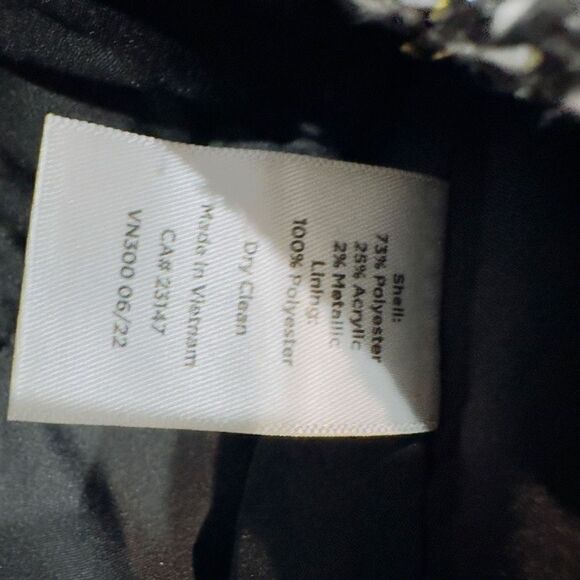 Shell:
73% Polyester
25% Acrylic
2% Metallic
Lining:
100% Polyester
Dry Clean
Made in Vietnam
CA# 23147
VN300 06/22